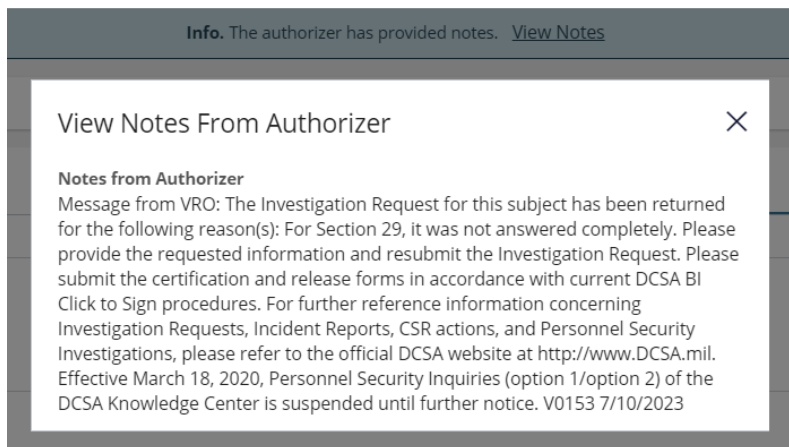 Info. The authorizer has provided notes. View Notes
View Notes From Authorizer
Notes from Authorizer
Message from VRO: The Investigation Request for this subject has been returned
for the following reason(s): For Section 29, it was not answered completely. Please
provide the requested information and resubmit the Investigation Request. Please
submit the certification and release forms in accordance with current DCSA BI
Click to Sign procedures. For further reference information concerning
Investigation Requests, Incident Reports, CSR actions, and Personnel Security
Investigations, please refer to the official DCSA website at http://www.DCSA.mil.
Effective March 18, 2020, Personnel Security Inquiries (option 1/option 2) of the
DCSA Knowledge Center is suspended until further notice. V0153 7/10/2023